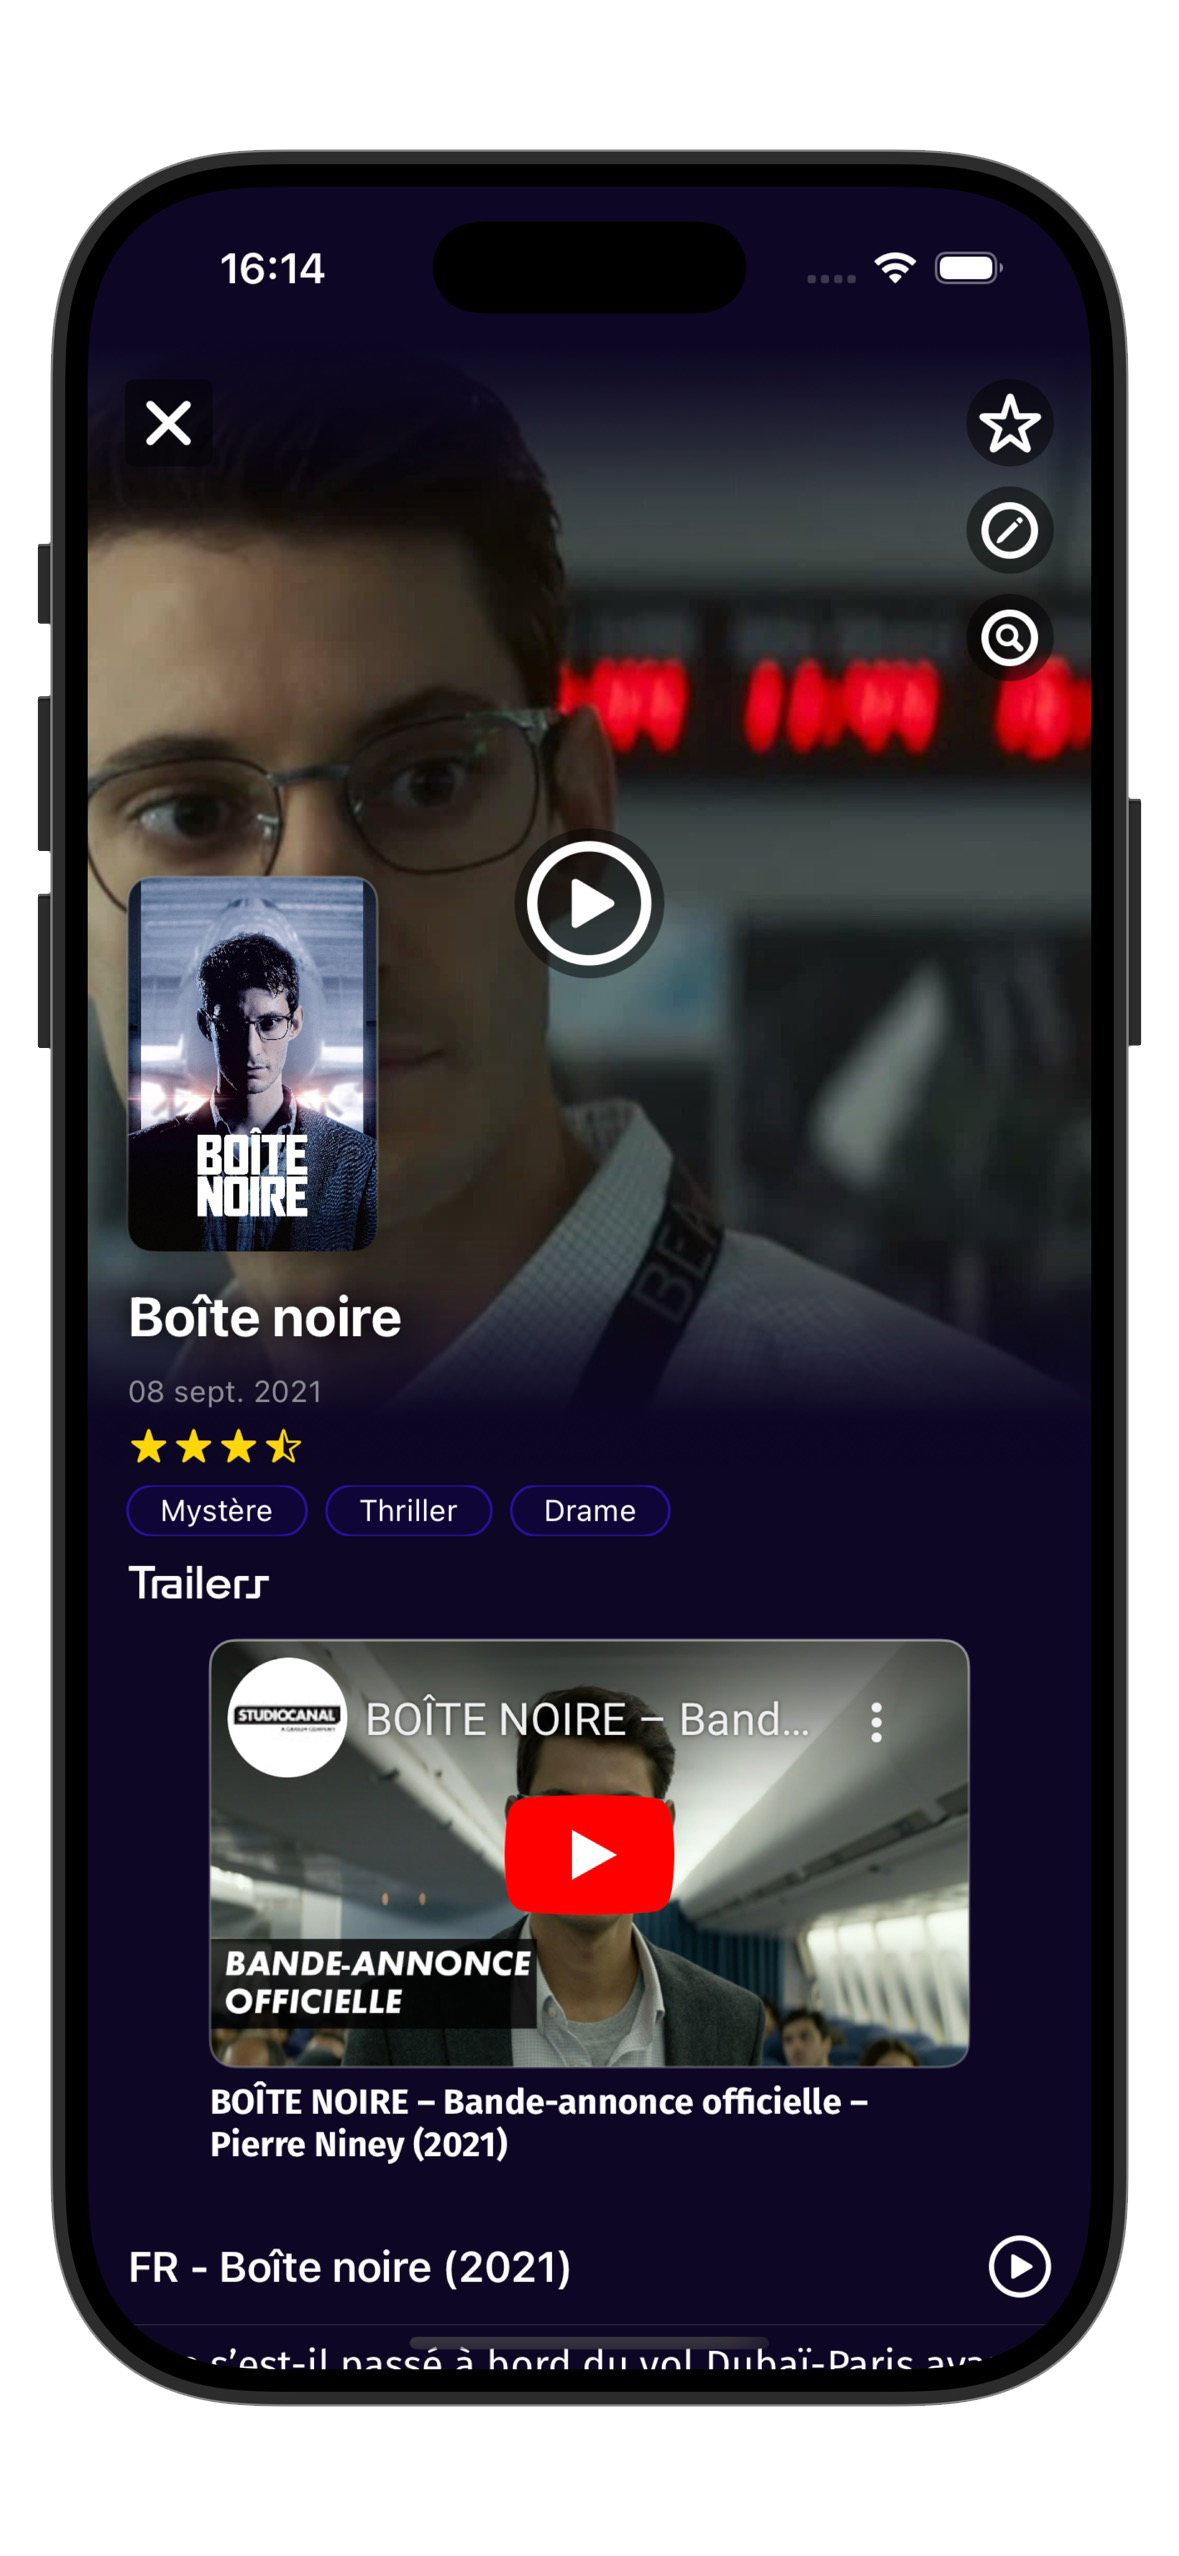 16:14
BEA
BOÎTE
NOIRE
Boîte noire
08 sept. 2021
Mystère
Thriller
Drame
Trailers
STUDIOCANAL
BOÎTE NOIRE – Band...
BANDE-ANNONCE
OFFICIELLE
BOÎTE NOIRE – Bande-annonce officielle –
Pierre Niney (2021)
FR - Boîte noire (2021)
s’est-il passé à bord du vol Dubaï-Paris